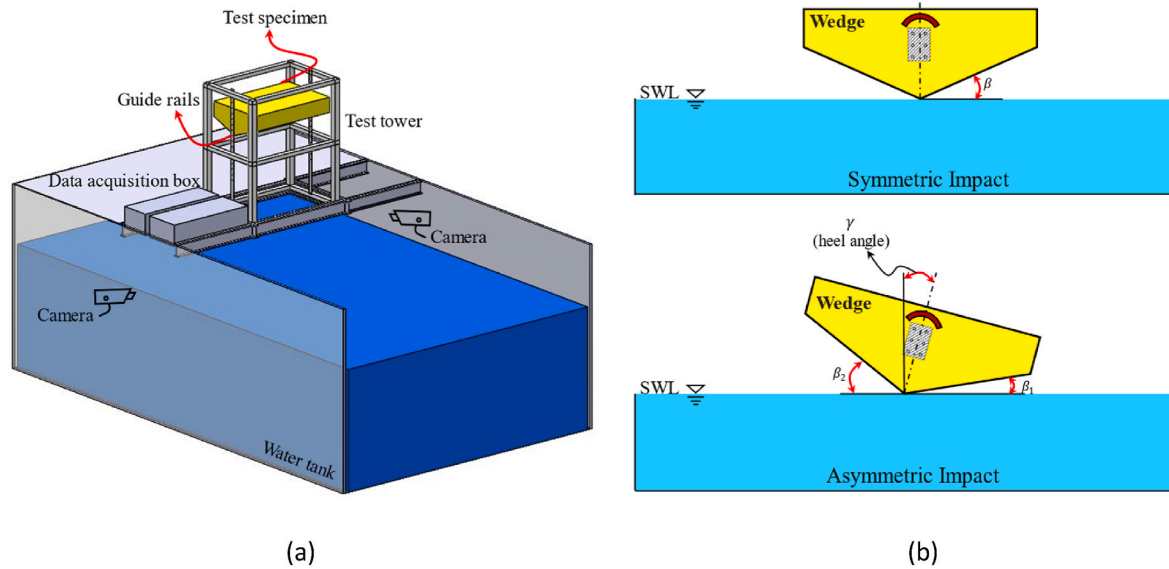 Test specimen
Guide rails
Test tower
Data acquisition box
Camera
Camera
Water tank
(a)
Wedge
β
SWL
Symmetric Impact
γ
(heel angle)
Wedge
β₂
β₁
SWL
Asymmetric Impact
(b)